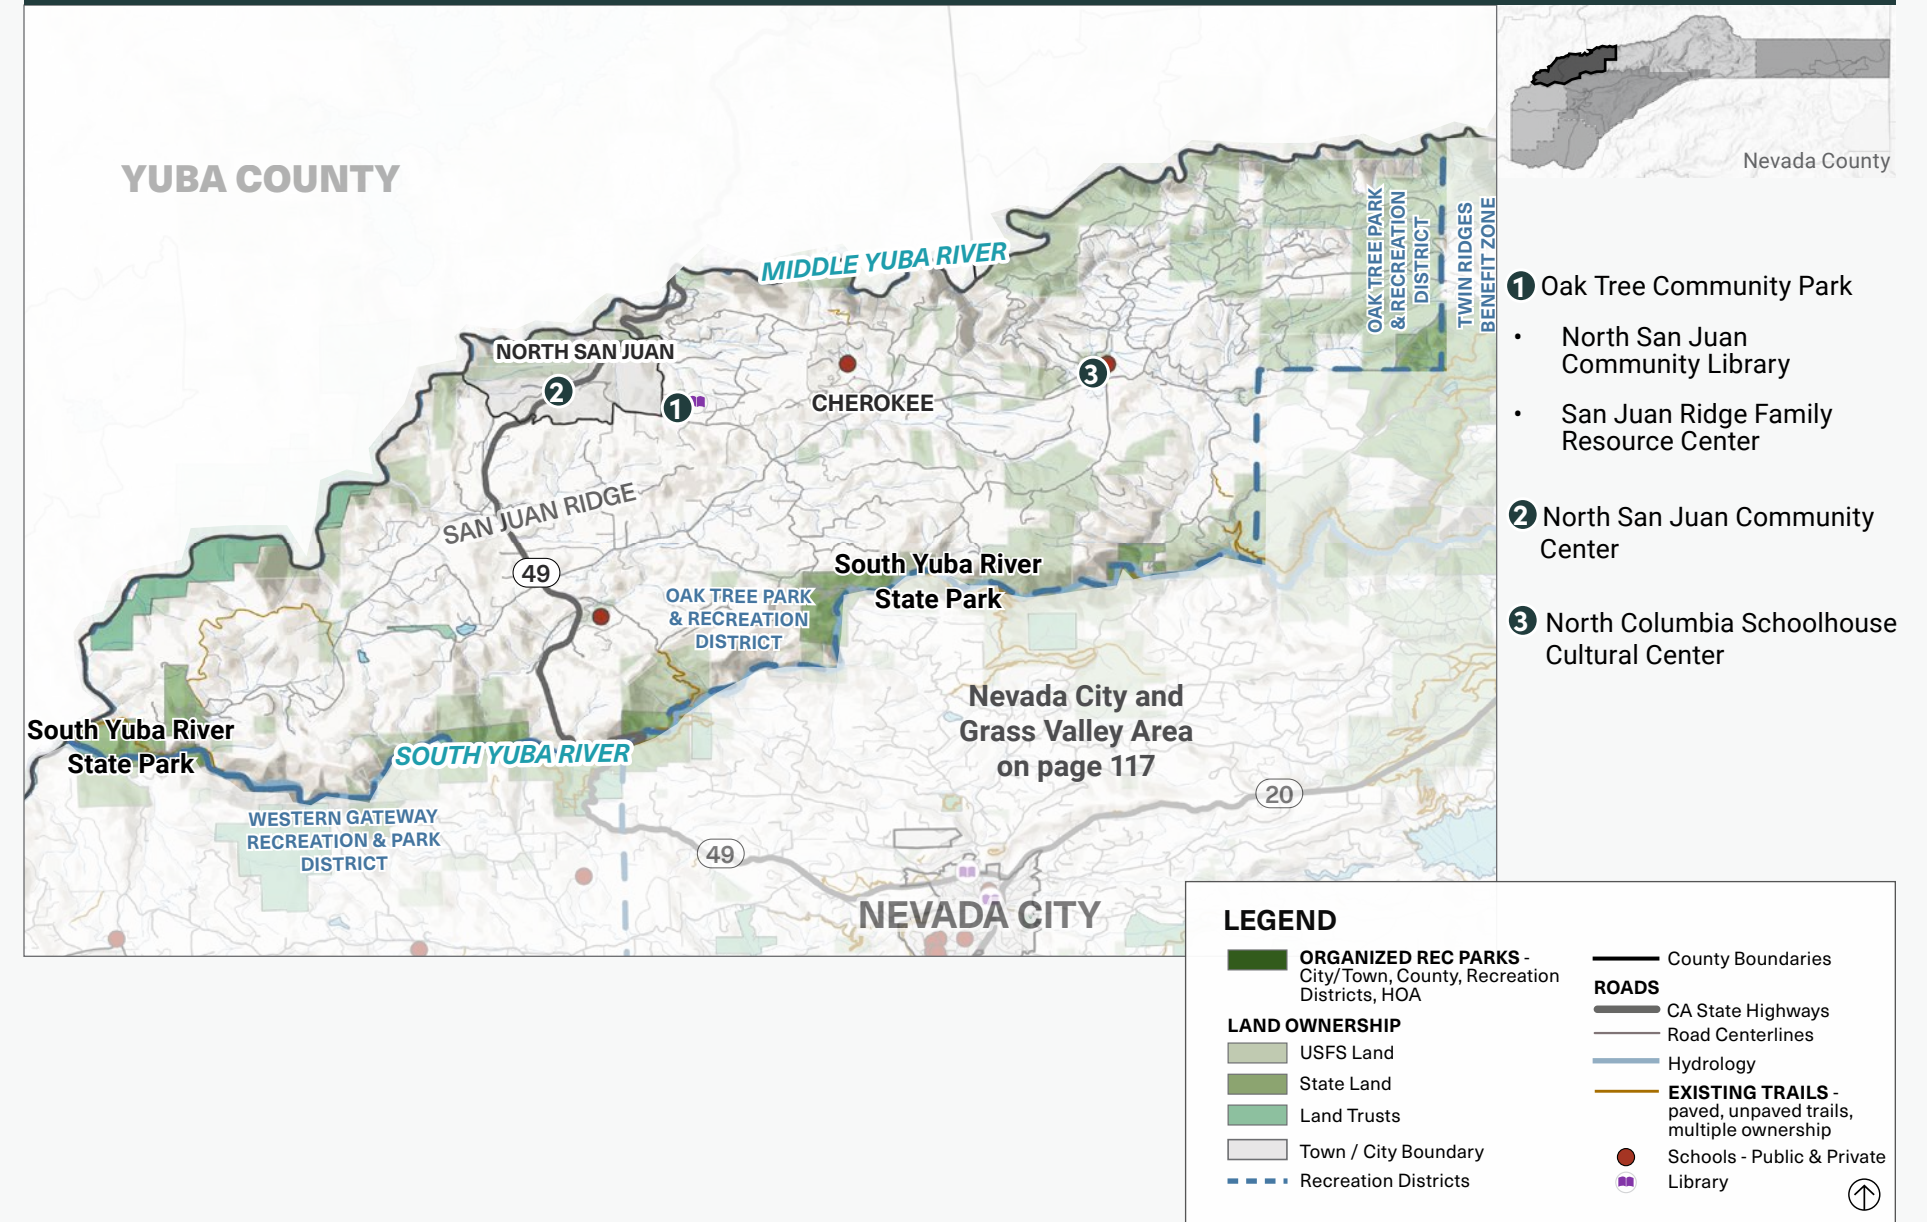 YUBA COUNTY
Nevada County
MIDDLE YUBA RIVER
OAK TREE PARK
& RECREATION
DISTRICT
TWIN RIDGES
BENEFIT ZONE
NORTH SAN JUAN
2
1
CHEROKEE
3
SAN JUAN RIDGE
49
OAK TREE PARK
& RECREATION
DISTRICT
South Yuba River
State Park
South Yuba River
State Park
SOUTH YUBA RIVER
Nevada City and
Grass Valley Area
on page 117
WESTERN GATEWAY
RECREATION & PARK
DISTRICT
20
49
NEVADA CITY
1 Oak Tree Community Park
• North San Juan
Community Library
• San Juan Ridge Family
Resource Center
2 North San Juan Community
Center
3 North Columbia Schoolhouse
Cultural Center
LEGEND
ORGANIZED REC PARKS -
City/Town, County, Recreation
Districts, HOA
LAND OWNERSHIP
USFS Land
State Land
Land Trusts
Town / City Boundary
Recreation Districts
County Boundaries
ROADS
CA State Highways
Road Centerlines
Hydrology
EXISTING TRAILS -
paved, unpaved trails,
multiple ownership
Schools - Public & Private
Library